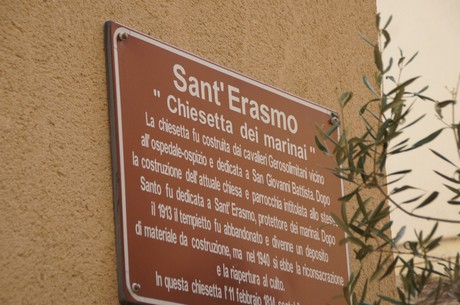 Sant'Erasmo
" Chiesetta dei marinai "
La chiesetta fu costruita dai cavalieri Gerosolimitani vicino
all'ospedale-ospizio e dedicata a San Giovanni Battista. Dopo
la costruzione dell'attuale chiesa e parrocchia intitolata allo stesso
Santo fu dedicata a Sant' Erasmo, protettore dei marinai. Dopo
il 1913 il tempietto fu abbandonato e divenne un deposito
di materiale da costruzione, ma nel 1940 si ebbe la riconsacrazione
e la riapertura al culto.
In questa chiesetta l'11 febbraio 1814